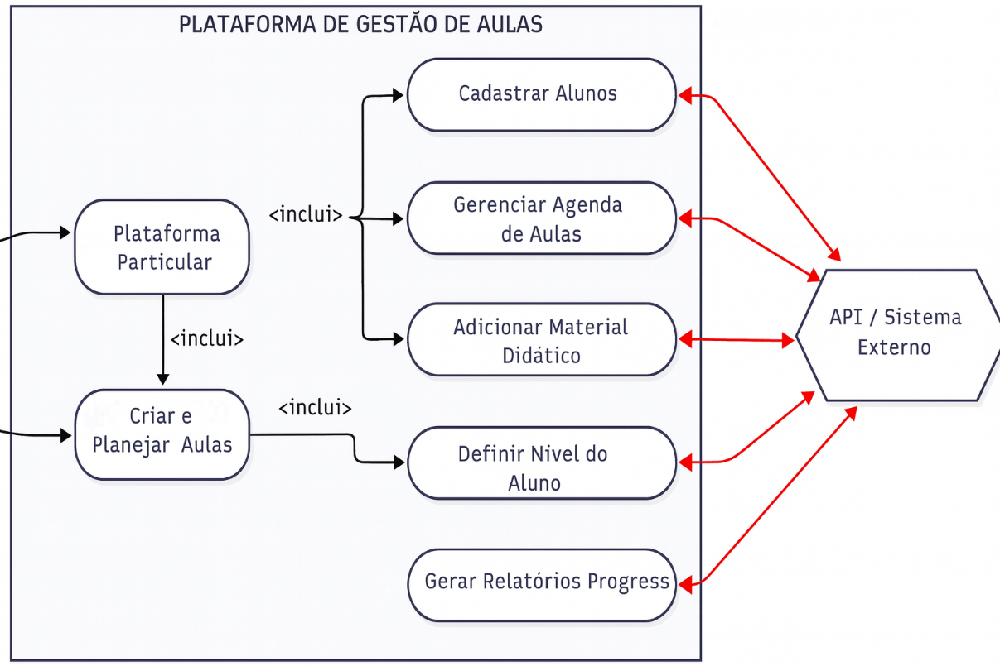 PLATAFORMA DE GESTÃO DE AULAS
Cadastrar Alunos
<inclui>
Gerenciar Agenda
de Aulas
Plataforma
Particular
<inclui>
Adicionar Material
Didático
API / Sistema
Externo
Criar e
Planejar Aulas
<inclui>
Definir Nivel do
Aluno
Gerar Relatórios Progress